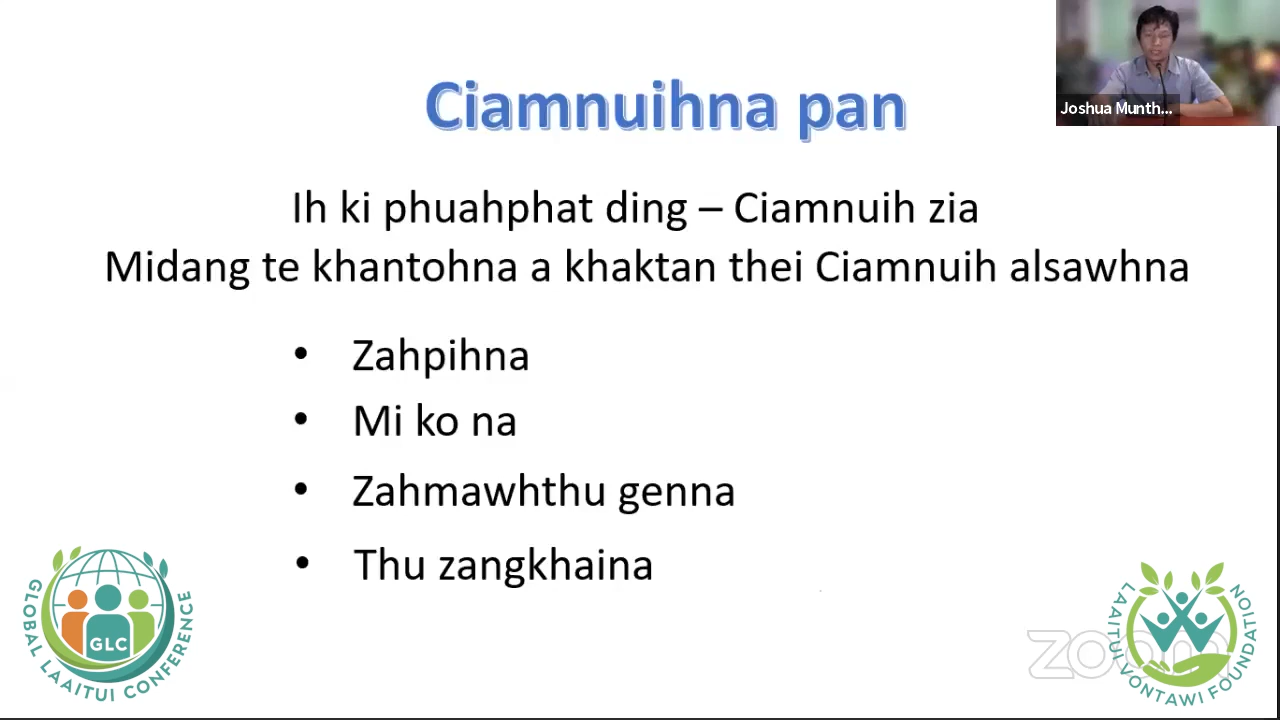 Ciamnuihna pan
Joshua Munth...
Ih ki phuahphat ding – Ciamnuih zia
Midang te khantohna a khaktan thei Ciamnuih alsawhna
• Zahpihna
• Mi ko na
• Zahmawhthu genna
• Thu zangkhaina
GLOBAL LAAITUI CONFERENCE
GLC
zoom
LAAITUI VONTAWI FOUNDATION